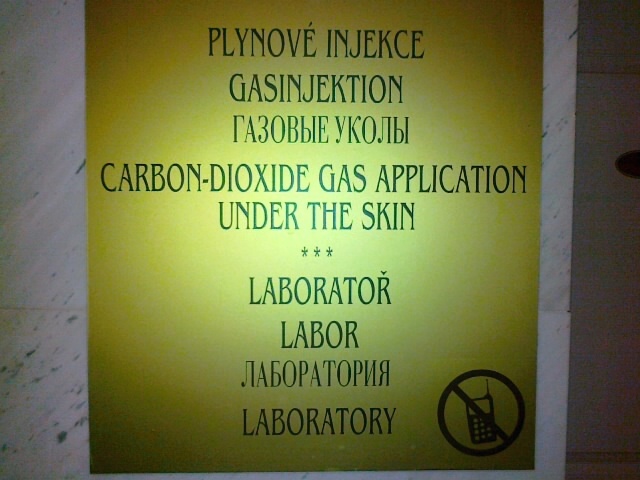 PLYNOVÉ INJEKCE
GASINJEKTION
ГАЗОВЫЕ УКОЛЫ
CARBON-DIOXIDE GAS APPLICATION
UNDER THE SKIN
***
LABORATOŘ
LABOR
ЛАБОРАТОРИЯ
LABORATORY